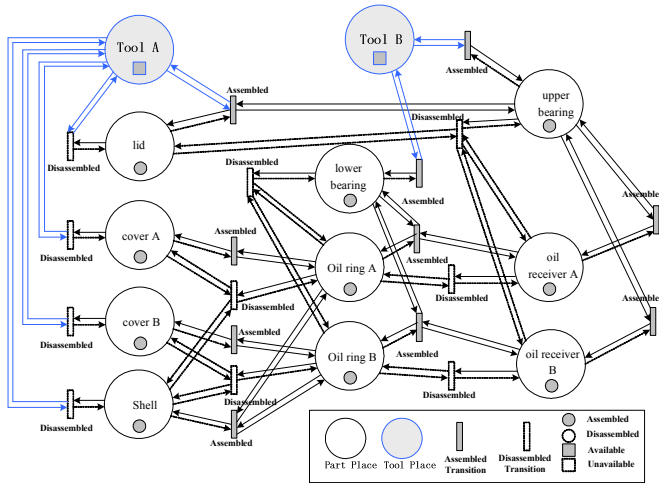 Tool A
Tool B
Assembled
Assembled
upper
bearing
Disassembled
lid
Disassembled
Disassembled
lower
bearing
Assembled
Assembled
Assembled
cover A
Oil ring A
oil
receiver A
Disassembled
Disassembled
Disassembled
Assemble
cover B
Assembled
Oil ring B
Assembled
oil receiver
B
Disassembled
Disassembled
Shell
Disassembled
Disassembled
Assembled
Part Place
Tool Place
Assembled
Transition
Disassembled
Transition
Assembled
Disassembled
Available
Unavailable